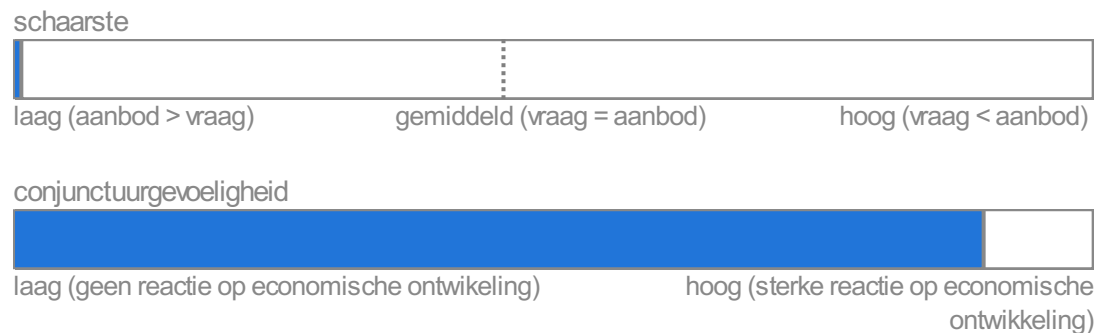 schaarste
laag (aanbod > vraag)
gemiddeld (vraag = aanbod)
hoog (vraag < aanbod)
conjunctuurgevoeligheid
laag (geen reactie op economische ontwikeling)
hoog (sterke reactie op economische
ontwikkeling)